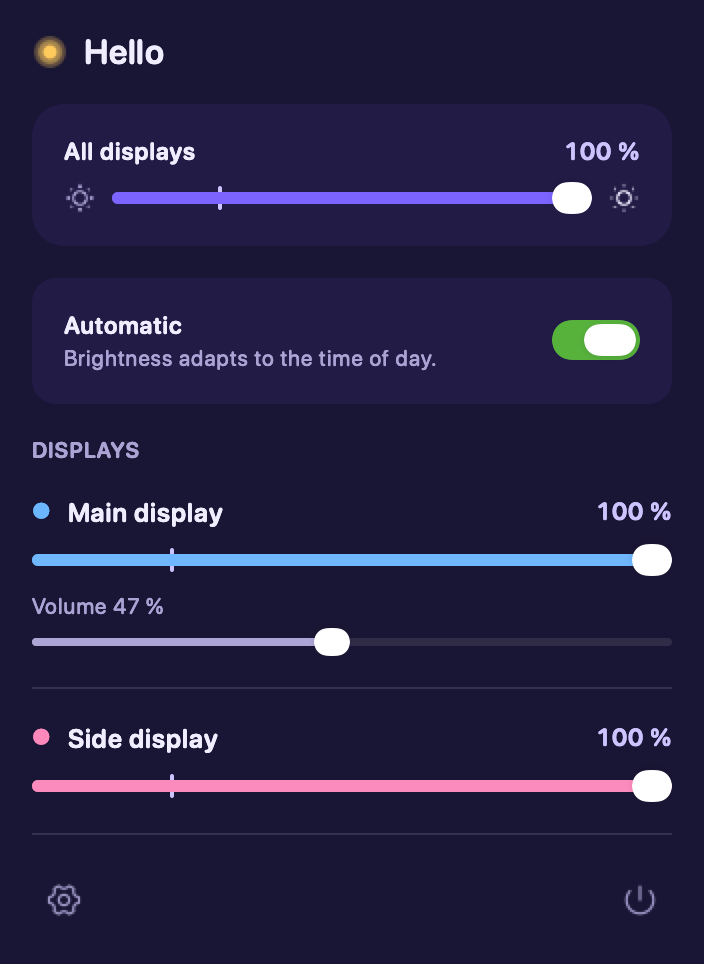 Hello
All displays
100 %
Automatic
Brightness adapts to the time of day.
DISPLAYS
Main display
100 %
Volume 47 %
Side display
100 %